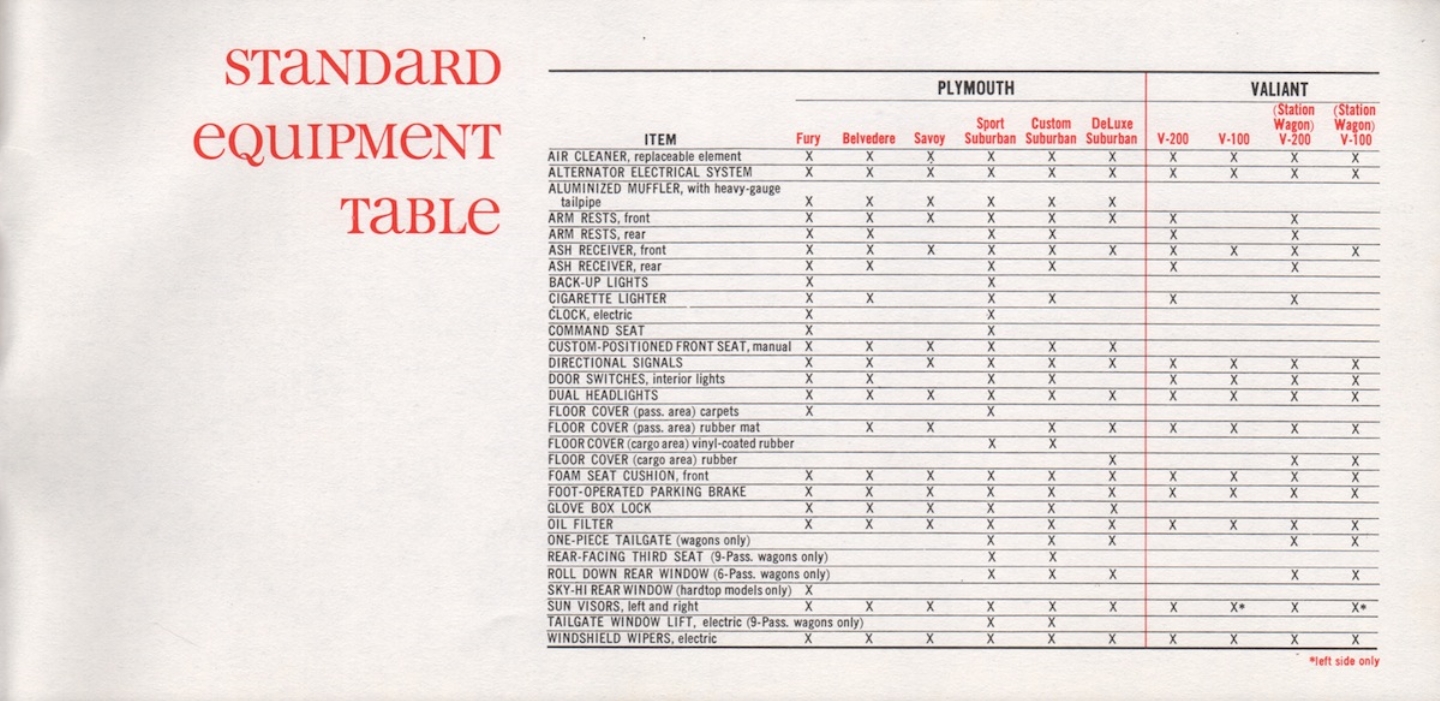 STANDARD
EQUIPMENT
TABLE
PLYMOUTH VALIANT
ITEM Fury Belvedere Savoy Sport Suburban Custom Suburban DeLuxe Suburban V-200 V-100 (Station Wagon) V-200 (Station Wagon) V-100
AIR CLEANER, replaceable element X X X X X X X X X X
ALTERNATOR ELECTRICAL SYSTEM X X X X X X X X X X
ALUMINIZED MUFFLER, with heavy-gauge
tailpipe X X X X X X
ARM RESTS, front X X X X X X X X
ARM RESTS, rear X X X X X X
ASH RECEIVER, front X X X X X X X X X X
ASH RECEIVER, rear X X X X X X
BACK-UP LIGHTS X X
CIGARETTE LIGHTER X X X X X X
CLOCK, electric X X
COMMAND SEAT X X
CUSTOM-POSITIONED FRONT SEAT, manual X X X X X X
DIRECTIONAL SIGNALS X X X X X X X X X X
DOOR SWITCHES, interior lights X X X X X X X X
DUAL HEADLIGHTS X X X X X X X X X X
FLOOR COVER (pass. area) carpets X X
FLOOR COVER (pass. area) rubber mat X X X X X X X X
FLOOR COVER (cargo area) vinyl-coated rubber X X
FLOOR COVER (cargo area) rubber X X X
FOAM SEAT CUSHION, front X X X X X X X X X X
FOOT-OPERATED PARKING BRAKE X X X X X X X X X X
GLOVE BOX LOCK X X X X X X
OIL FILTER X X X X X X X X X X
ONE-PIECE TAILGATE (wagons only) X X X X X
REAR-FACING THIRD SEAT (9-Pass. wagons only) X X
ROLL DOWN REAR WINDOW (6-Pass. wagons only) X X X X X
SKY-HI REAR WINDOW (hardtop models only) X
SUN VISORS, left and right X X X X X X X X* X X*
TAILGATE WINDOW LIFT, electric (9-Pass. wagons only) X X
WINDSHIELD WIPERS, electric X X X X X X X X X X
*left side only